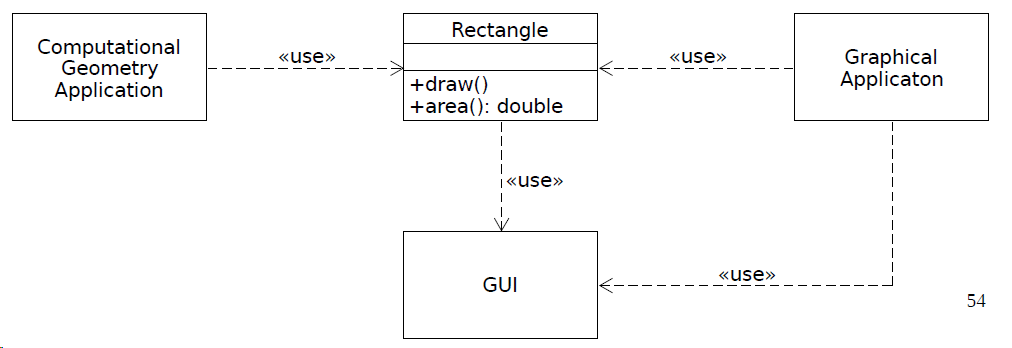 Computational
Geometry
Application
«use»
Rectangle
+draw()
+area(): double
«use»
Graphical
Applicaton
«use»
GUI
«use»
54